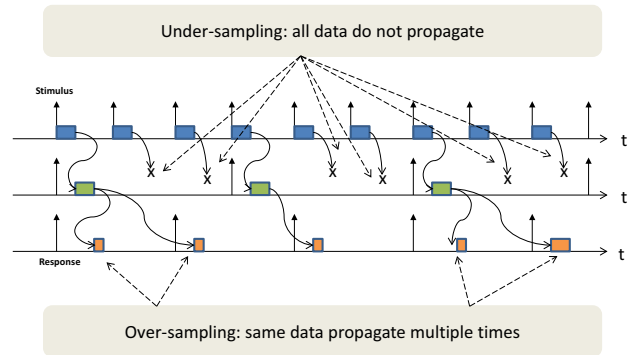 Under-sampling: all data do not propagate
Stimulus
t
X
X
X
X
X
X
t
Response
t
Over-sampling: same data propagate multiple times